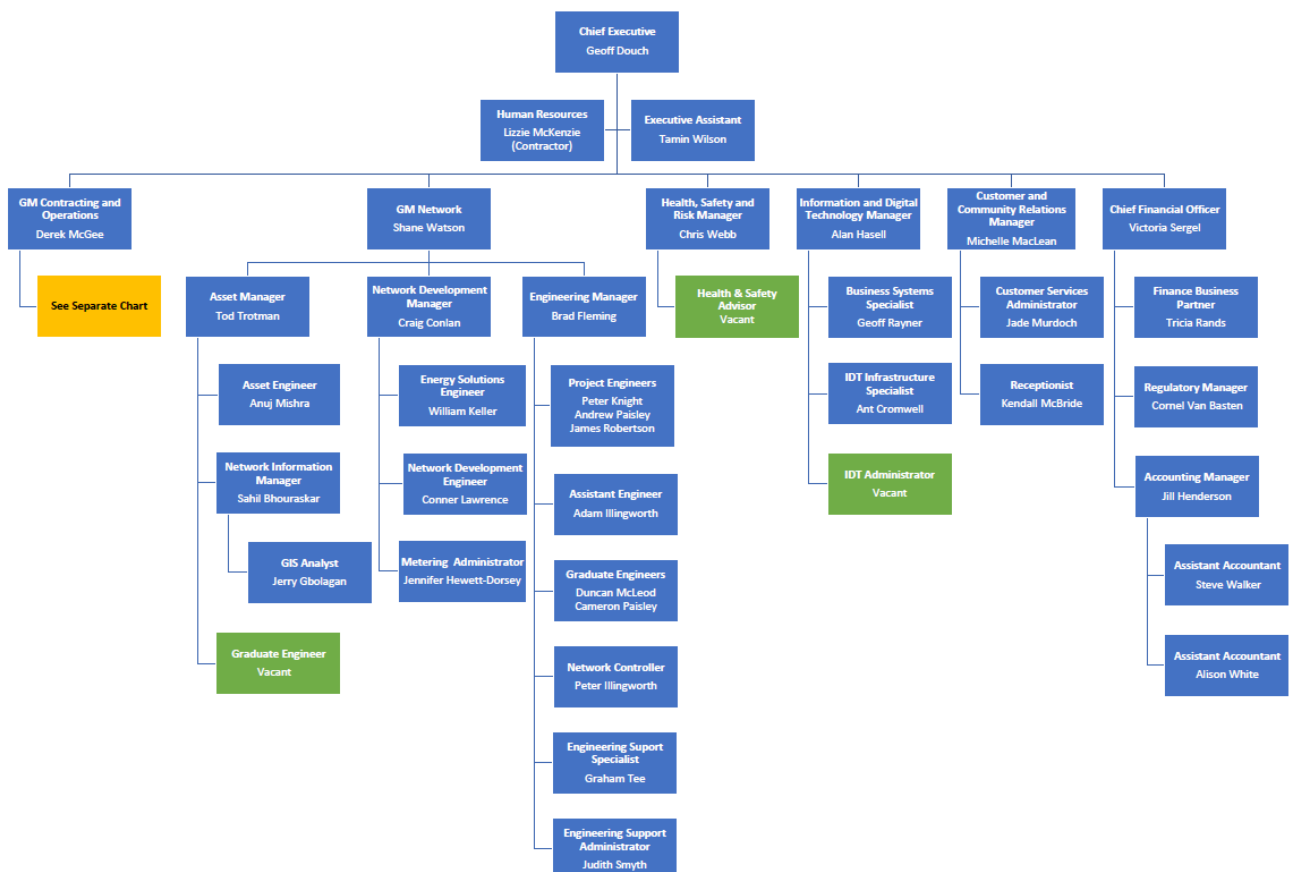 Chief Executive
Geoff Douch
Human Resources
Lizzie McKenzie
(Contractor)
Executive Assistant
Tamin Wilson
GM Contracting and
Operations
Derek McGee
GM Network
Shane Watson
Health, Safety and
Risk Manager
Chris Webb
Information and Digital
Technology Manager
Alan Hasell
Customer and
Community Relations
Manager
Michelle MacLean
Chief Financial Officer
Victoria Sergel
See Separate Chart
Asset Manager
Tod Trotman
Network Development
Manager
Craig Conlan
Engineering Manager
Brad Fleming
Health & Safety
Advisor
Vacant
Business Systems
Specialist
Geoff Rayner
Customer Services
Administrator
Jade Murdoch
Finance Business
Partner
Tricia Rands
Asset Engineer
Anuj Mishra
Energy Solutions
Engineer
William Keller
Project Engineers
Peter Knight
Andrew Paisley
James Robertson
IDT Infrastructure
Specialist
Ant Cromwell
Receptionist
Kendall McBride
Regulatory Manager
Cornel Van Basten
Network Information
Manager
Sahil Bhouraskar
Network Development
Engineer
Conner Lawrence
Assistant Engineer
Adam Illingworth
IDT Administrator
Vacant
Accounting Manager
Jill Henderson
GIS Analyst
Jerry Gbolagan
Metering Administrator
Jennifer Hewett-Dorsey
Graduate Engineers
Duncan McLeod
Cameron Paisley
Assistant Accountant
Steve Walker
Graduate Engineer
Vacant
Network Controller
Peter Illingworth
Assistant Accountant
Alison White
Engineering Suport
Specialist
Graham Tee
Engineering Support
Administrator
Judith Smyth